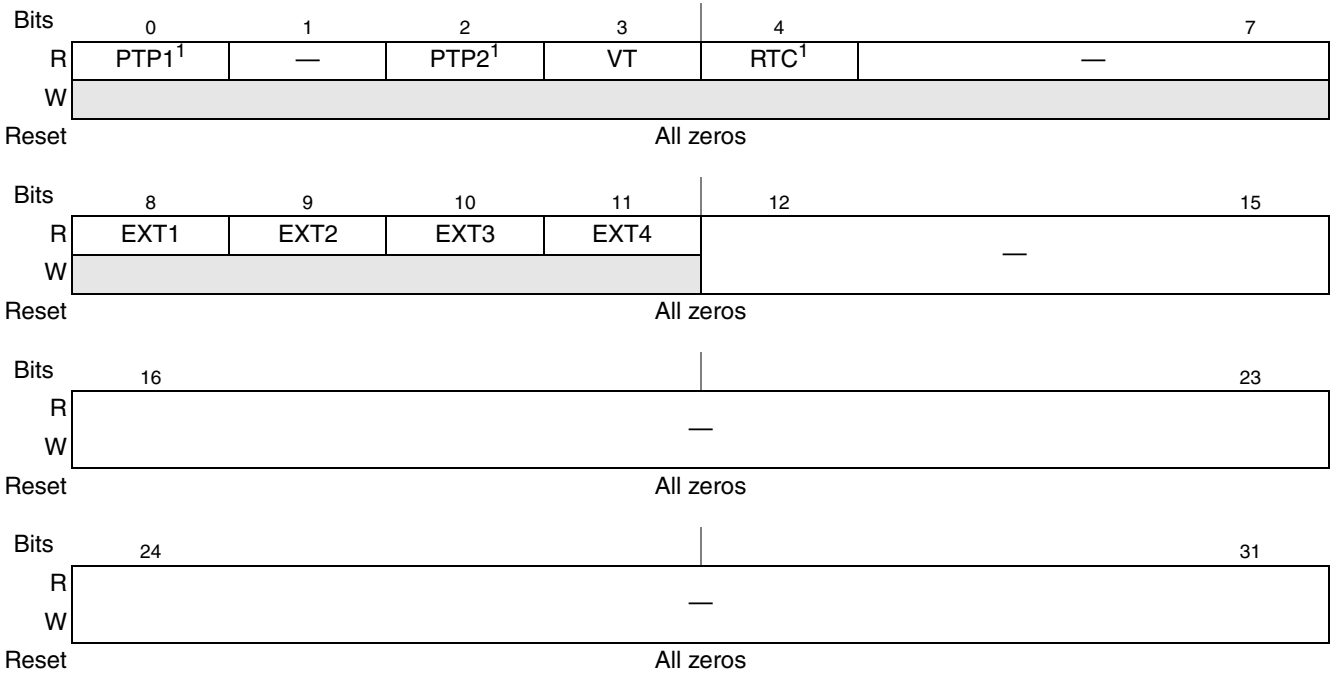 Bits 0 1 2 3 4 7
R PTP1¹ — PTP2¹ VT RTC¹ —
W
Reset All zeros
Bits 8 9 10 11 12 15
R EXT1 EXT2 EXT3 EXT4 —
W
Reset All zeros
Bits 16 23
R
—
W
Reset All zeros
Bits 24 31
R
—
W
Reset All zeros